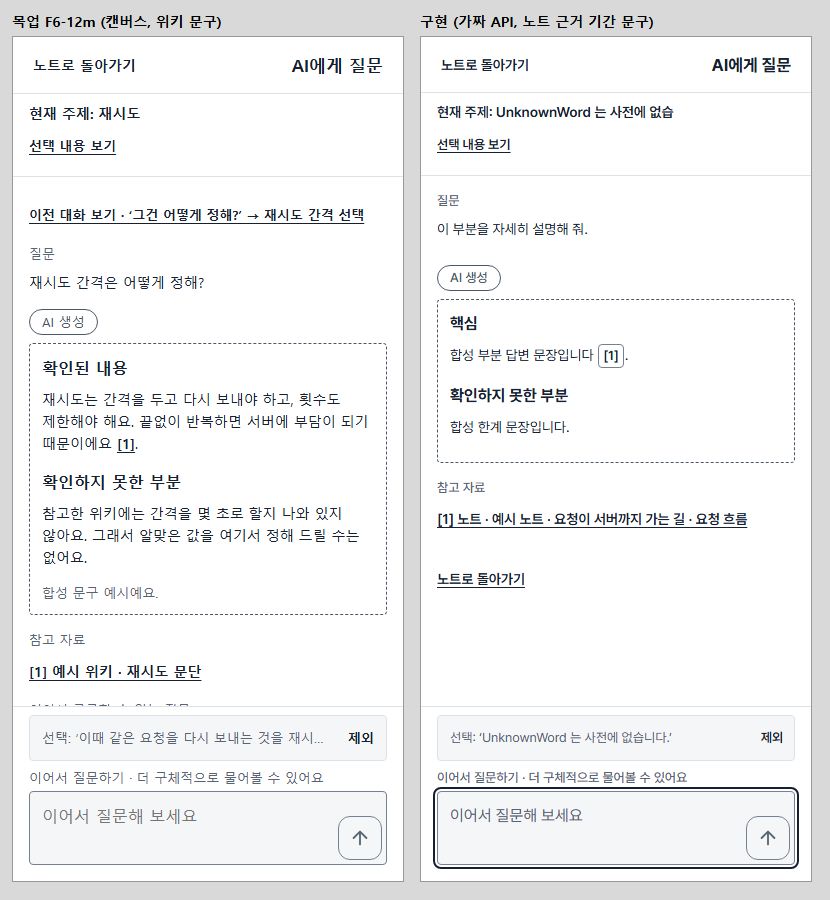 목업 F6-12m (캔버스, 위키 문구)
노트로 돌아가기
AI에게 질문
현재 주제: 재시도
선택 내용 보기
이전 대화 보기 · ‘그건 어떻게 정해?’ → 재시도 간격 선택
질문
재시도 간격은 어떻게 정해?
AI 생성
확인된 내용
재시도는 간격을 두고 다시 보내야 하고, 횟수도
제한해야 해요. 끝없이 반복하면 서버에 부담이 되기
때문이에요 [1].
확인하지 못한 부분
참고한 위키에는 간격을 몇 초로 할지 나와 있지
않아요. 그래서 알맞은 값을 여기서 정해 드릴 수는
없어요.
합성 문구 예시예요.
참고 자료
[1] 예시 위키 · 재시도 문단
선택: ‘이때 같은 요청을 다시 보내는 것을 재시...
제외
이어서 질문하기 · 더 구체적으로 물어볼 수 있어요
이어서 질문해 보세요
구현 (가짜 API, 노트 근거 기간 문구)
노트로 돌아가기
AI에게 질문
현재 주제: UnknownWord 는 사전에 없습
선택 내용 보기
질문
이 부분을 자세히 설명해 줘.
AI 생성
핵심
합성 부분 답변 문장입니다 [1].
확인하지 못한 부분
합성 한계 문장입니다.
참고 자료
[1] 노트 · 예시 노트 · 요청이 서버까지 가는 길 · 요청 흐름
노트로 돌아가기
선택: ‘UnknownWord 는 사전에 없습니다.’
제외
이어서 질문하기 · 더 구체적으로 물어볼 수 있어요
이어서 질문해 보세요